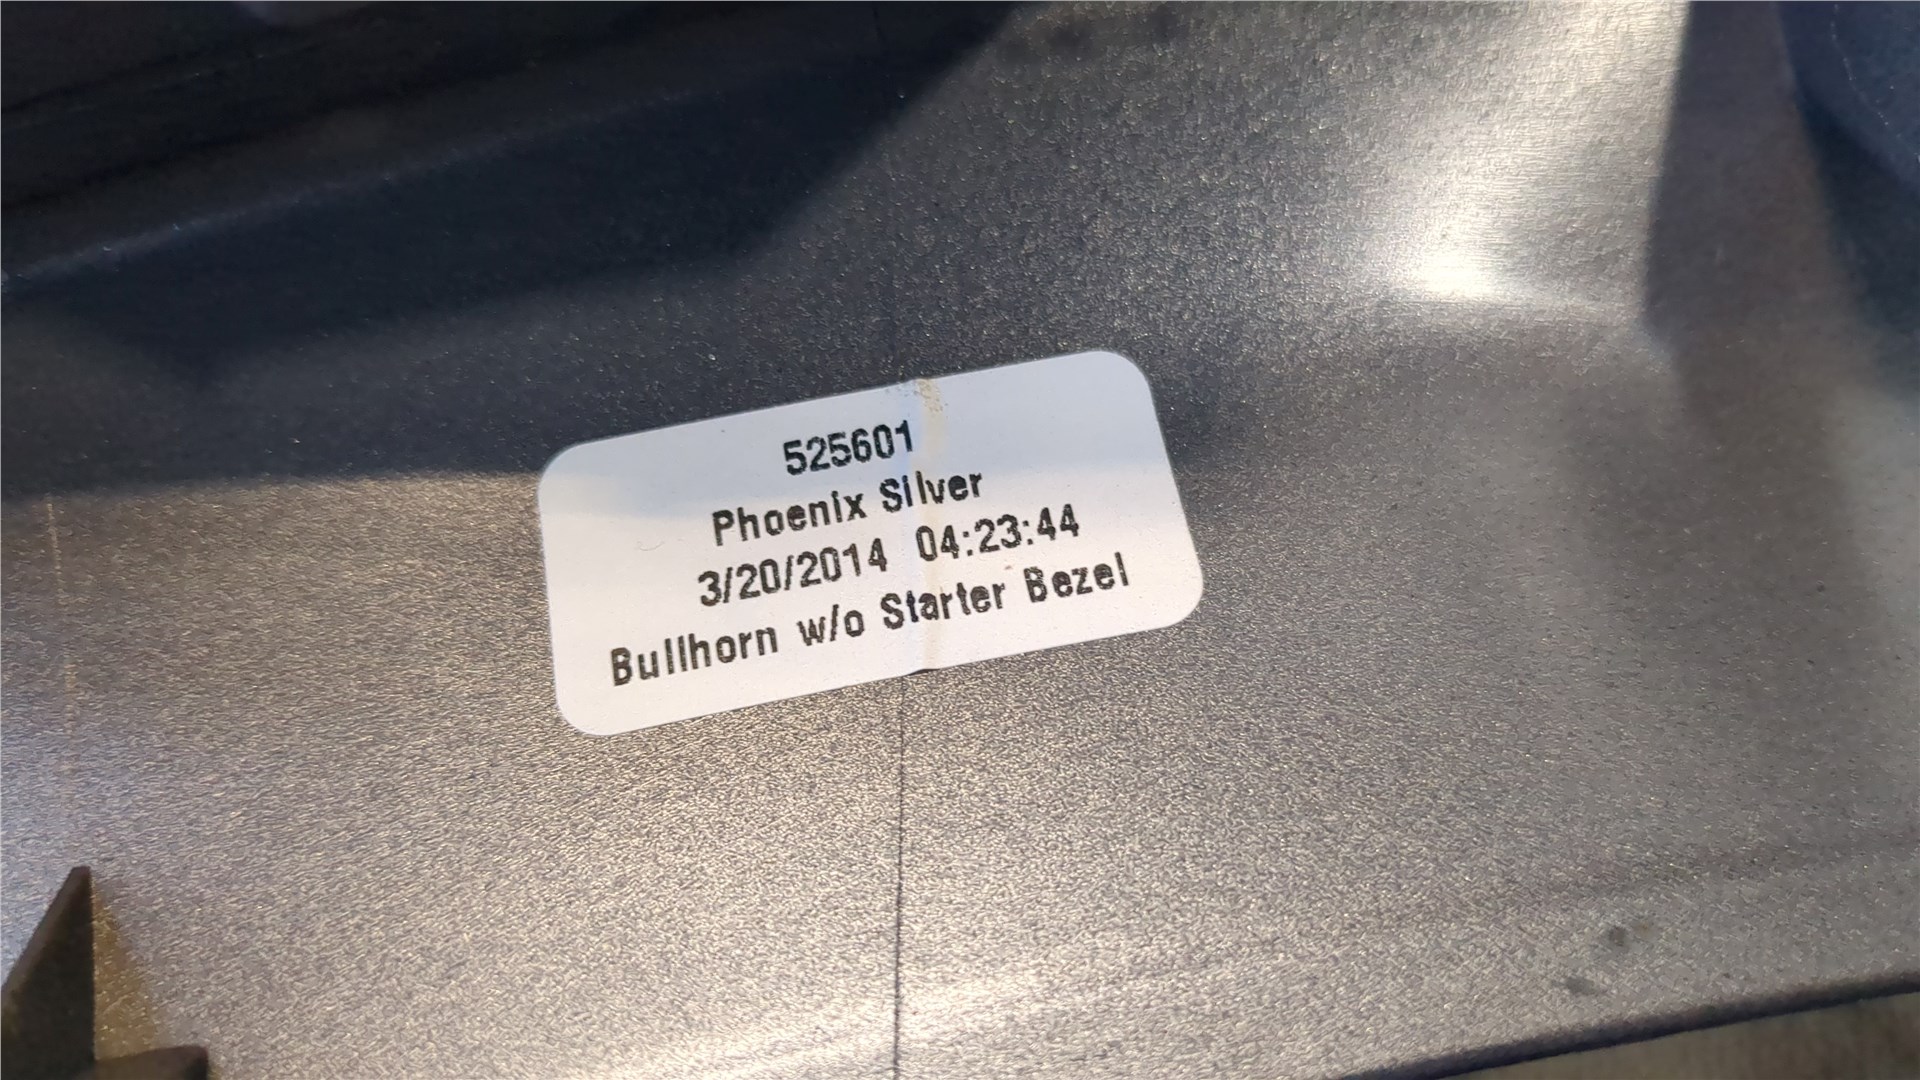 525601
Phoenix Silver
3/20/2014 04:23:44
Bullhorn w/o Starter Bezel